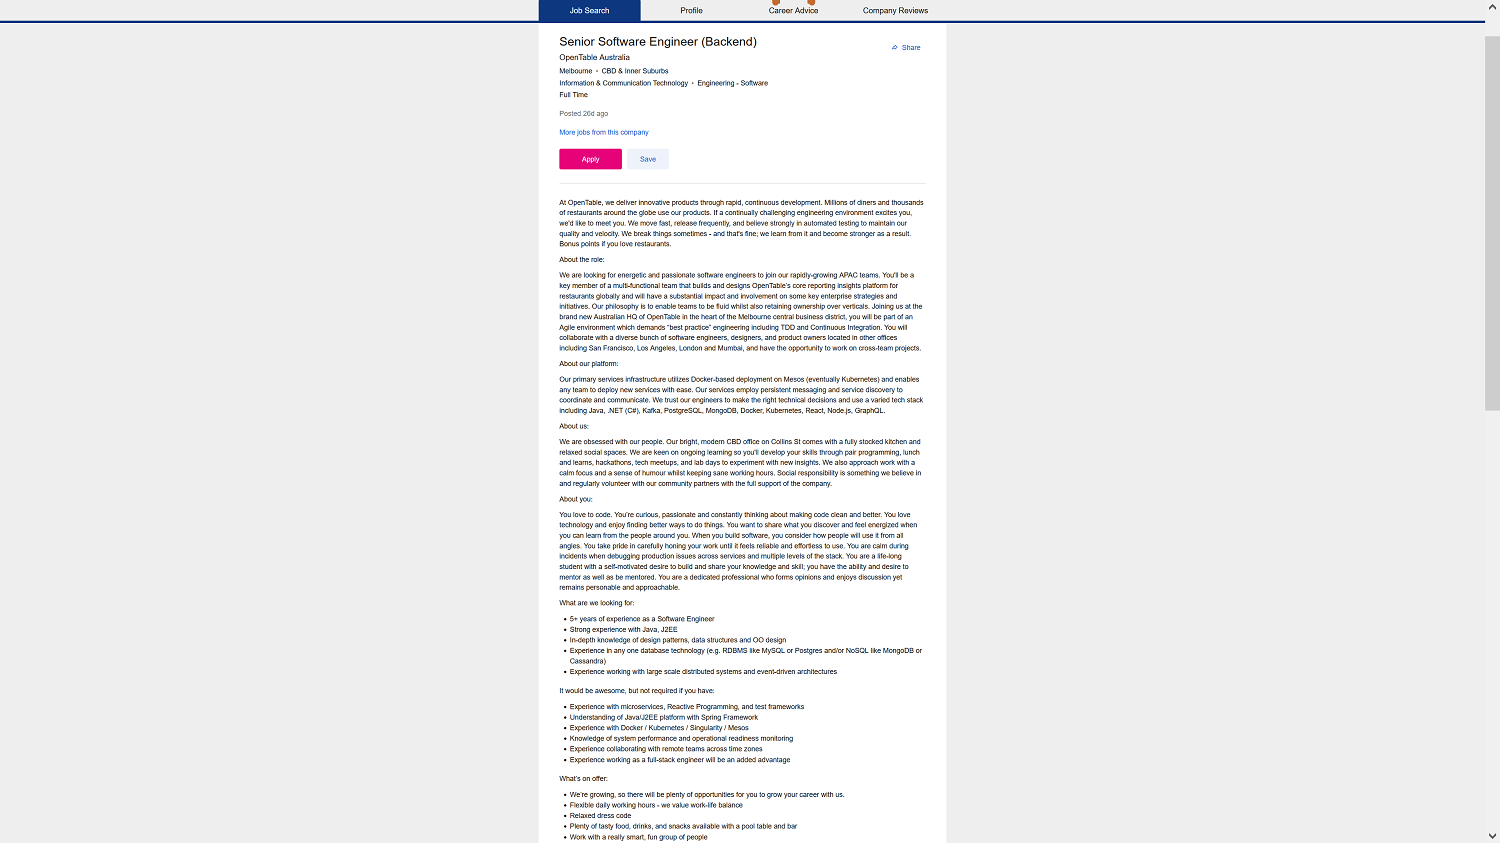 Job Search Profile Career Advice Company Reviews
Senior Software Engineer (Backend)
Share
OpenTable Australia
Melbourne • CBD & Inner Suburbs
Information & Communication Technology • Engineering - Software
Full Time
Posted 26d ago
More jobs from this company
Apply Save
At OpenTable, we deliver innovative products through rapid, continuous development. Millions of diners and thousands
of restaurants around the globe use our products. If a continually challenging engineering environment excites you,
we'd like to meet you. We move fast, release frequently, and believe strongly in automated testing to maintain our
quality and velocity. We break things sometimes - and that's fine; we learn from it and become stronger as a result.
Bonus points if you love restaurants.
About the role:
We are looking for energetic and passionate software engineers to join our rapidly-growing APAC teams. You'll be a
key member of a multi-functional team that builds and designs OpenTable's core reporting insights platform for
restaurants globally and will have a substantial impact and involvement on some key enterprise strategies and
initiatives. Our philosophy is to enable teams to be fluid whilst also retaining ownership over verticals. Joining us at the
brand new Australian HQ of OpenTable in the heart of the Melbourne central business district, you will be part of an
Agile environment which demands "best practice" engineering including TDD and Continuous Integration. You will
collaborate with a diverse bunch of software engineers, designers, and product owners located in other offices
including San Francisco, Los Angeles, London and Mumbai, and have the opportunity to work on cross-team projects.
About our platform:
Our primary services infrastructure utilizes Docker-based deployment on Mesos (eventually Kubernetes) and enables
any team to deploy new services with ease. Our services employ persistent messaging and service discovery to
coordinate and communicate. We trust our engineers to make the right technical decisions and use a varied tech stack
including Java, .NET (C#), Kafka, PostgreSQL, MongoDB, Docker, Kubernetes, React, Node.js, GraphQL.
About us:
We are obsessed with our people. Our bright, modern CBD office on Collins St comes with a fully stocked kitchen and
relaxed social spaces. We are keen on ongoing learning so you'll develop your skills through pair programming, lunch
and learns, hackathons, tech meetups, and lab days to experiment with new insights. We also approach work with a
calm focus and a sense of humour whilst keeping sane working hours. Social responsibility is something we believe in
and regularly volunteer with our community partners with the full support of the company.
About you:
You love to code. You're curious, passionate and constantly thinking about making code clean and better. You love
technology and enjoy finding better ways to do things. You want to share what you discover and feel energized when
you can learn from the people around you. When you build software, you consider how people will use it from all
angles. You take pride in carefully honing your work until it feels reliable and effortless to use. You are calm during
incidents when debugging production issues across services and multiple levels of the stack. You are a life-long
student with a self-motivated desire to build and share your knowledge and skill; you have the ability and desire to
mentor as well as be mentored. You are a dedicated professional who forms opinions and enjoys discussion yet
remains personable and approachable.
What are we looking for:
• 5+ years of experience as a Software Engineer
• Strong experience with Java, J2EE
• In-depth knowledge of design patterns, data structures and OO design
• Experience in any one database technology (e.g. RDBMS like MySQL or Postgres and/or NoSQL like MongoDB or
Cassandra)
• Experience working with large scale distributed systems and event-driven architectures
It would be awesome, but not required if you have:
• Experience with microservices, Reactive Programming, and test frameworks
• Understanding of Java/J2EE platform with Spring Framework
• Experience with Docker / Kubernetes / Singularity / Mesos
• Knowledge of system performance and operational readiness monitoring
• Experience collaborating with remote teams across time zones
• Experience working as a full-stack engineer will be an added advantage
What's on offer:
• We're growing, so there will be plenty of opportunities for you to grow your career with us.
• Flexible daily working hours - we value work-life balance
• Relaxed dress code
• Plenty of tasty food, drinks, and snacks available with a pool table and bar
• Work with a really smart, fun group of people